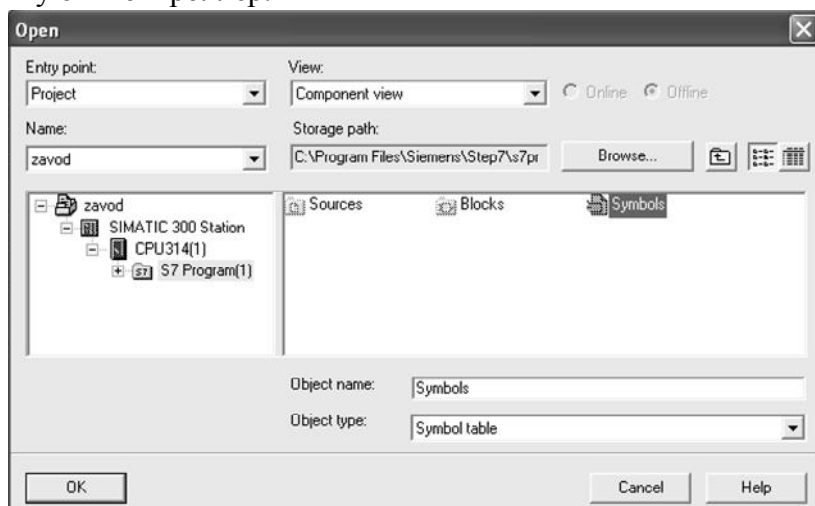 Open
Entry point:
View:
Project
Component view
Online
Offline
Name:
Storage path:
zavod
C:\Program Files\Siemens\Step7\s7pr
Browse...
zavod
SIMATIC 300 Station
CPU314(1)
S7 Program(1)
Sources
Blocks
Symbols
Object name:
Symbols
Object type:
Symbol table
OK
Cancel
Help